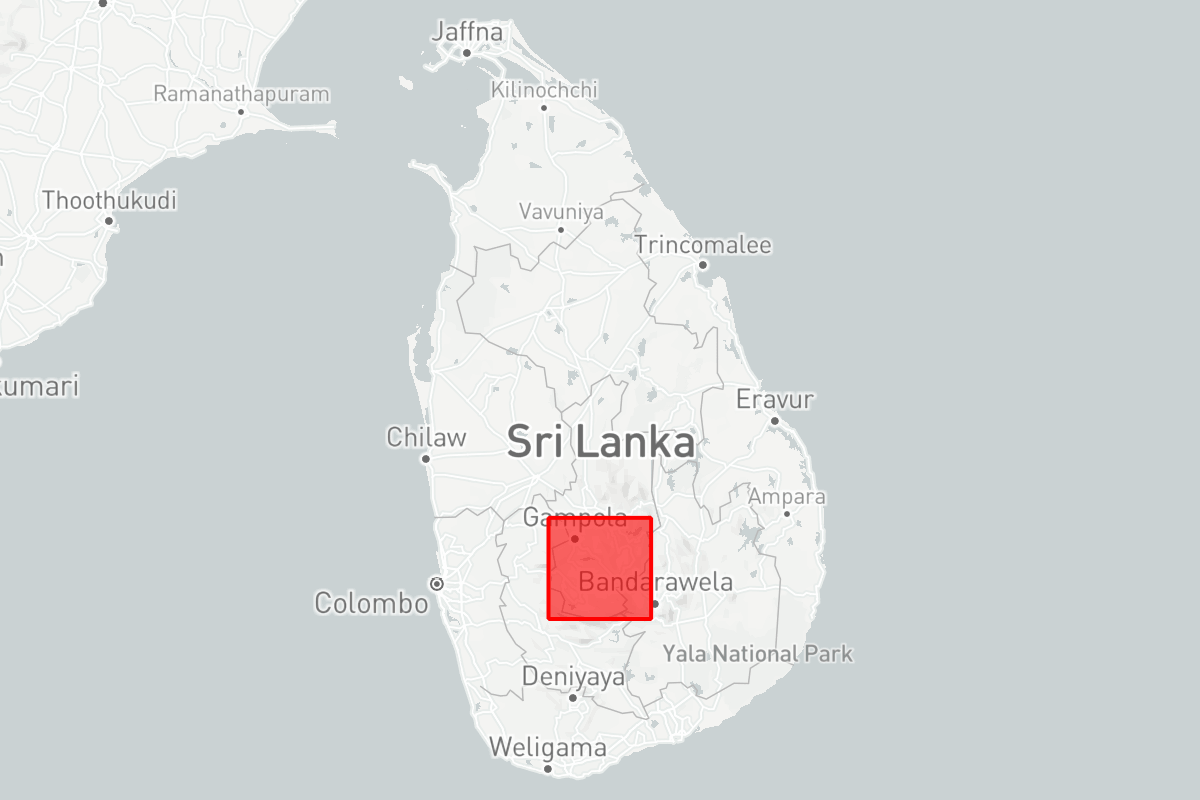 Jaffna
Kilinochchi
Ramanathapuram
Thoothukudi
Vavuniya
Trincomalee
kumari
Eravur
Chilaw
Sri Lanka
Ampara
Gampola
Bandarawela
Colombo
Yala National Park
Deniyaya
Weligama